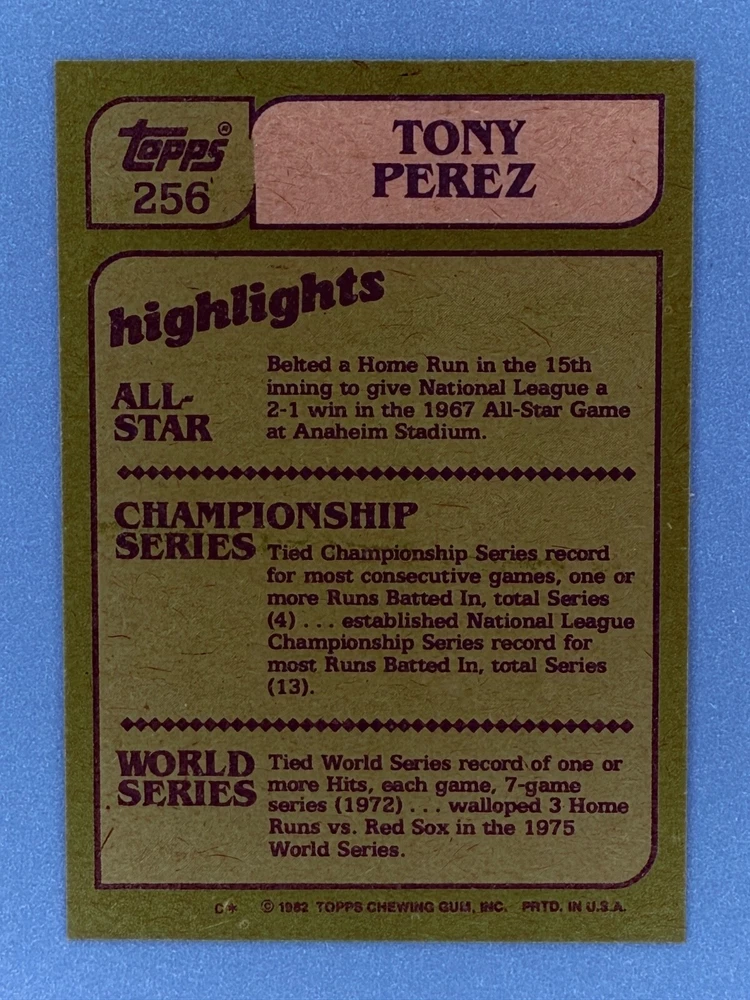 Topps®
256
TONY
PEREZ
highlights
ALL-
STAR
Belted a Home Run in the 15th
inning to give National League a
2-1 win in the 1967 All-Star Game
at Anaheim Stadium.
CHAMPIONSHIP
SERIES
Tied Championship Series record
for most consecutive games, one or
more Runs Batted In, total Series
(4) . . . established National League
Championship Series record for
most Runs Batted In, total Series
(13).
WORLD
SERIES
Tied World Series record of one or
more Hits, each game, 7-game
series (1972) . . . walloped 3 Home
Runs vs. Red Sox in the 1975
World Series.
C* © 1982 TOPPS CHEWING GUM, INC. PRTD. IN U.S.A.